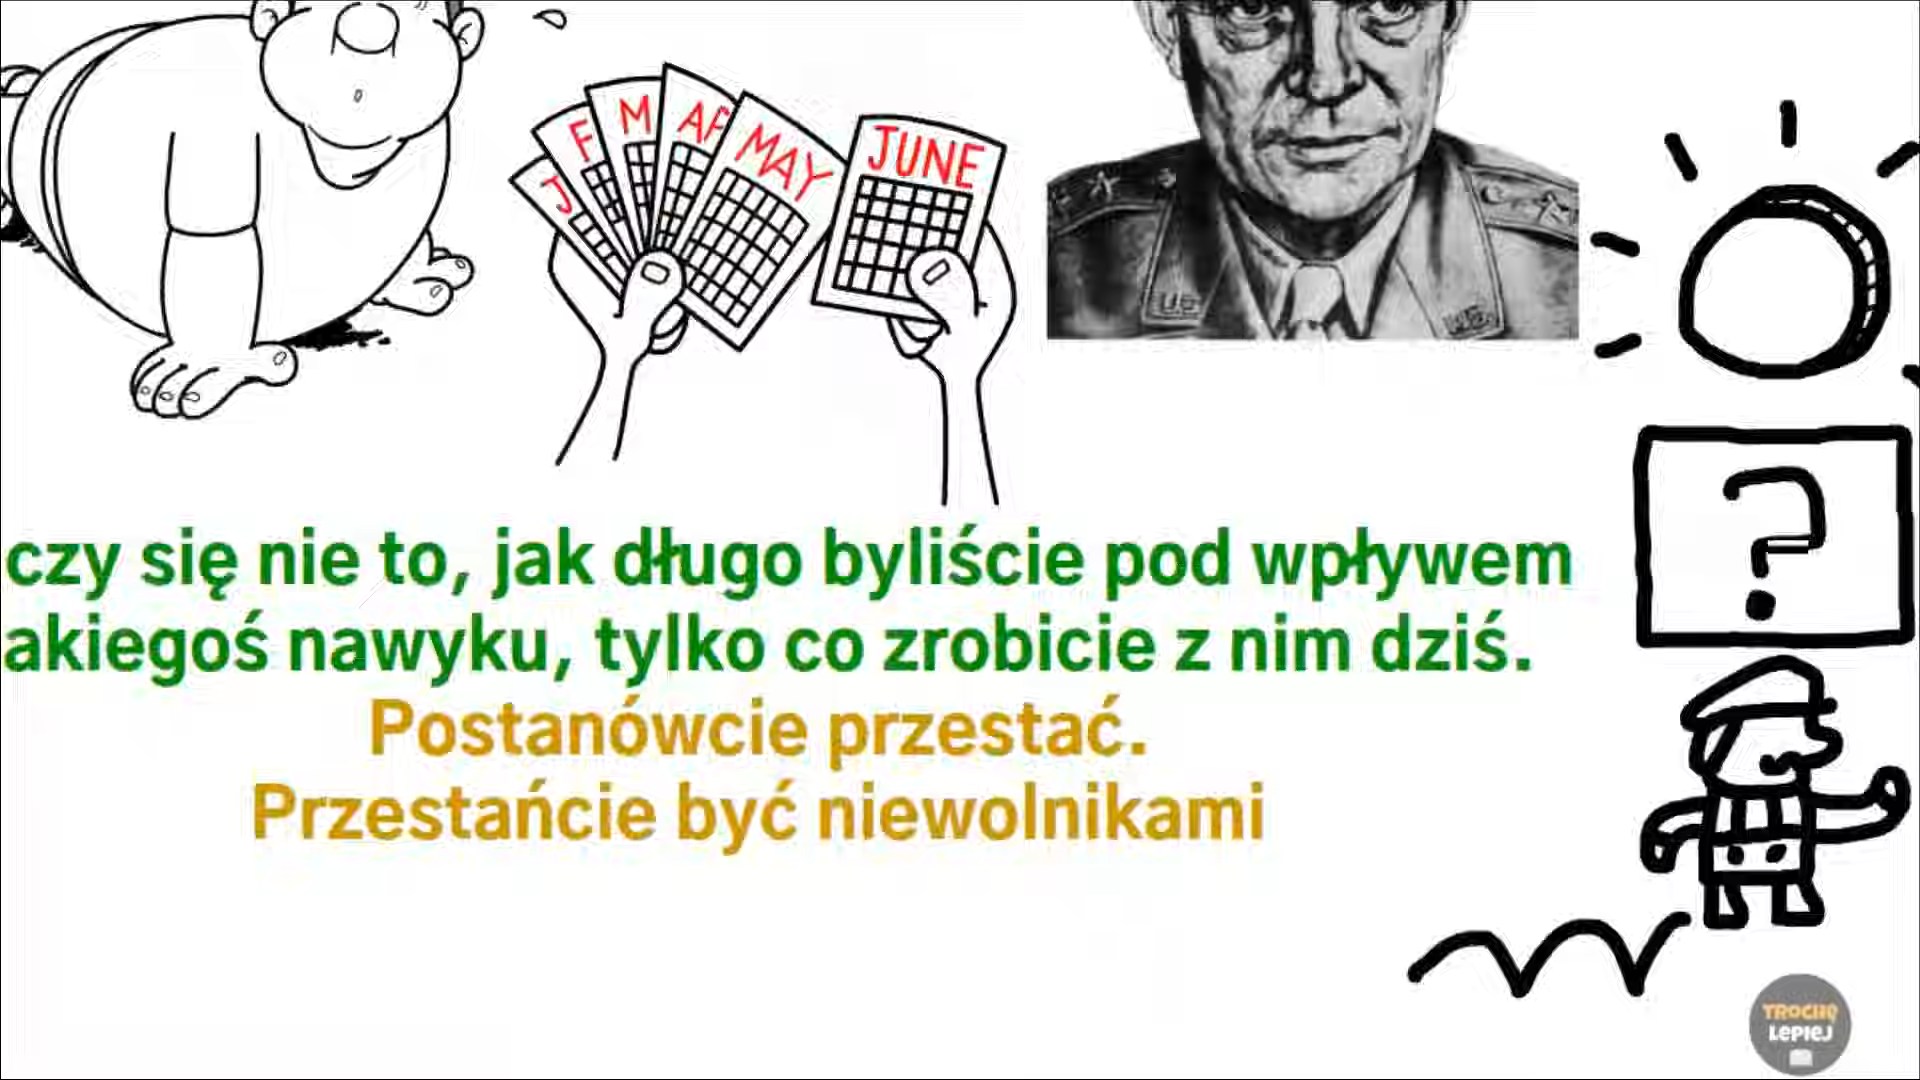 J
F
M
AP
MAY
JUNE
U.S
czy się nie to, jak długo byliście pod wpływem
akiegoś nawyku, tylko co zrobicie z nim dziś.
Postanówcie przestać.
Przestańcie być niewolnikami
?
TROCHĘ
LEPIEJ